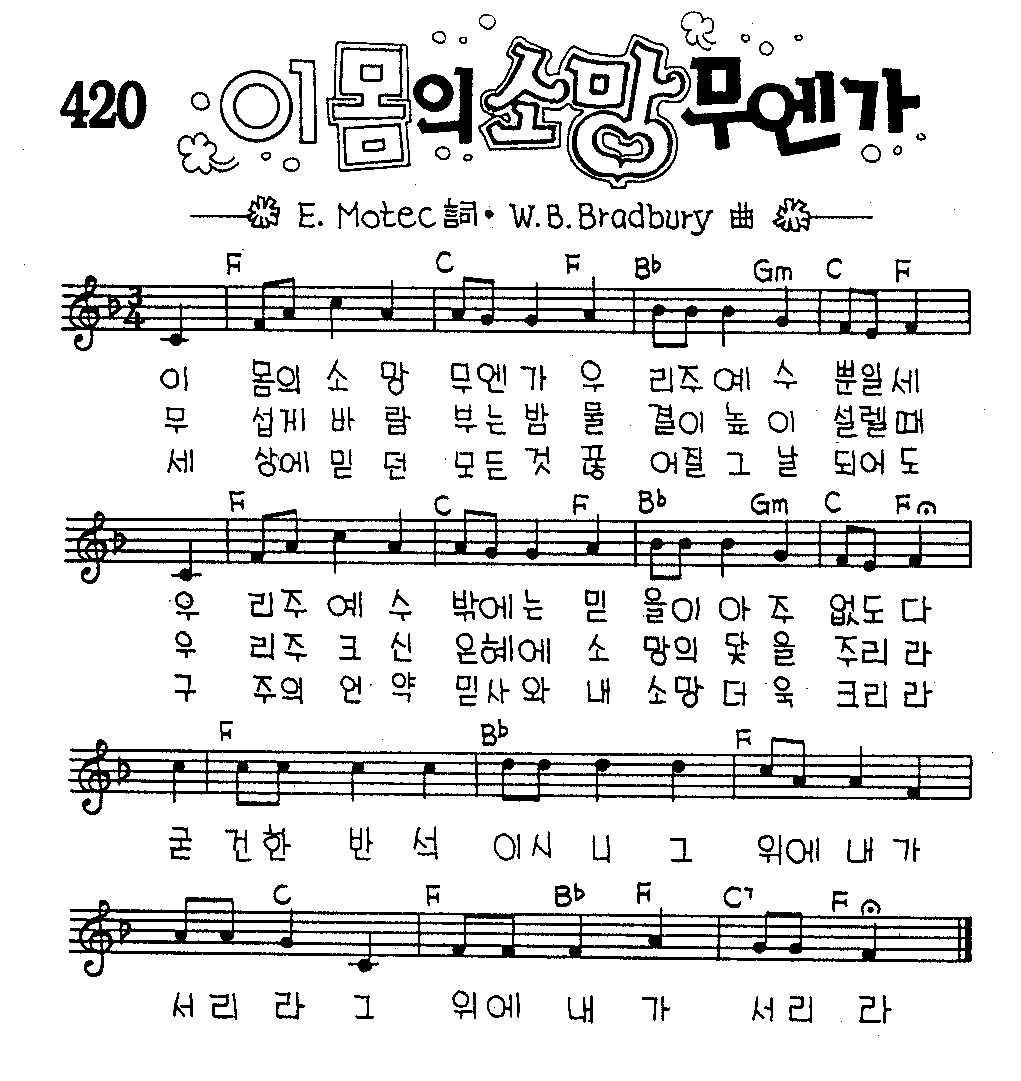 420 이 몸의 소망 무엔가
E. Motec 詞 • W.B. Bradbury 曲
F C F B♭ Gm C F
3/4
이 몸의 소 망 무엔 가 우 리주 예 수 뿐일 세
무 섭게 바 람 부는 밤 물 결이 높 이 설렐 때
세 상에 믿 던 모든 것 끊 어질 그 날 되어 도
F C F B♭ Gm C F
우 리주 예 수 밖에는 믿 을이 아 주 없도 다
우 리주 크 신 은혜에 소 망의 닻 을 주리 라
구 주의 언 약 믿사 와 내 소망 더 욱 크리 라
F B♭ F
굳 건한 반 석 이시 니 그 위에 내 가
C F B♭ F C7 F
서 리 라 그 위에 내 가 서 리 라